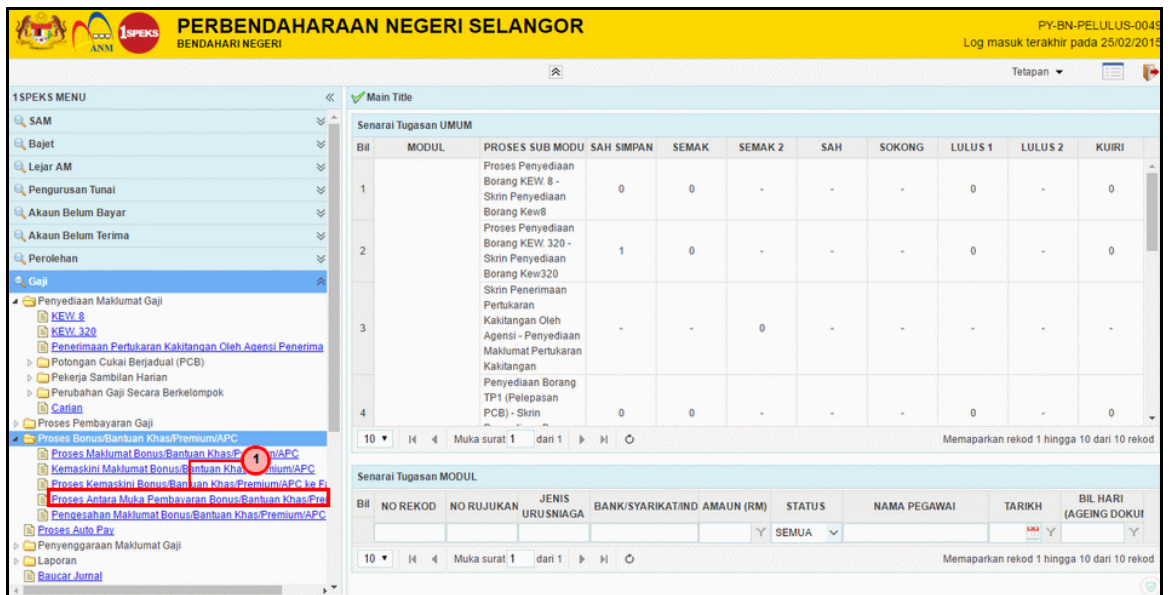 ANM
1SPEKS
PERBENDAHARAAN NEGERI SELANGOR
BENDAHARI NEGERI
PY-BN-PELULUS-0049
Log masuk terakhir pada 25/02/2015
Tetapan
1SPEKS MENU
SAM
Bajet
Lejar AM
Pengurusan Tunai
Akaun Belum Bayar
Akaun Belum Terima
Perolehan
Gaji
Penyediaan Maklumat Gaji
KEW. 8
KEW. 320
Penerimaan Pertukaran Kakitangan Oleh Agensi Penerima
Potongan Cukai Berjadual (PCB)
Pekerja Sambilan Harian
Perubahan Gaji Secara Berkelompok
Carian
Proses Pembayaran Gaji
Proses Bonus/Bantuan Khas/Premium/APC
Proses Maklumat Bonus/Bantuan Khas/Premium/APC
1
Kemaskini Maklumat Bonus/Bantuan Khas/Premium/APC
Proses Kemaskini Bonus/Bantuan Khas/Premium/APC ke Fa
Proses Antara Muka Pembayaran Bonus/Bantuan Khas/Pre
Pengesahan Maklumat Bonus/Bantuan Khas/Premium/APC
Proses Auto Pay
Penyenggaraan Maklumat Gaji
Laporan
Baucar Jurnal
Main Title
Senarai Tugasan UMUM
Bil MODUL PROSES SUB MODU SAH SIMPAN SEMAK SEMAK 2 SAH SOKONG LULUS 1 LULUS 2 KUIRI
Proses Penyediaan
Borang KEW. 8 -
1 Skrin Penyediaan 0 0 - - - 0 - 0
Borang Kew8
Proses Penyediaan
Borang KEW. 320 -
2 Skrin Penyediaan 1 0 - - - 0 - 0
Borang Kew320
Skrin Penerimaan
Pertukaran
Kakitangan Oleh
3 Agensi - Penyediaan - - 0 - - - - -
Maklumat Pertukaran
Kakitangan
Penyediaan Borang
TP1 (Pelepasan
4 PCB) - Skrin 0 0 - - - 0 - 0
10 Muka surat 1 dari 1 Memaparkan rekod 1 hingga 10 dari 10 rekod
Senarai Tugasan MODUL
Bil NO REKOD NO RUJUKAN JENIS URUSNIAGA BANK/SYARIKAT/IND AMAUN (RM) STATUS NAMA PEGAWAI TARIKH BIL HARI (AGEING DOKUM
SEMUA
10 Muka surat 1 dari 1 Memaparkan rekod 1 hingga 10 dari 10 rekod